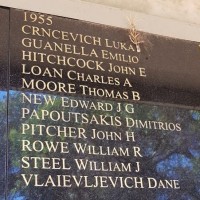 1955
CRNCEVICH LUKA
GUANELLA EMILIO
HITCHCOCK JOHN E
LOAN CHARLES A
MOORE THOMAS B
NEW EDWARD J G
PAPOUTSAKIS DIMITRIOS
PITCHER JOHN H
ROWE WILLIAM R
STEEL WILLIAM J
VLAIEVLJEVICH DANE